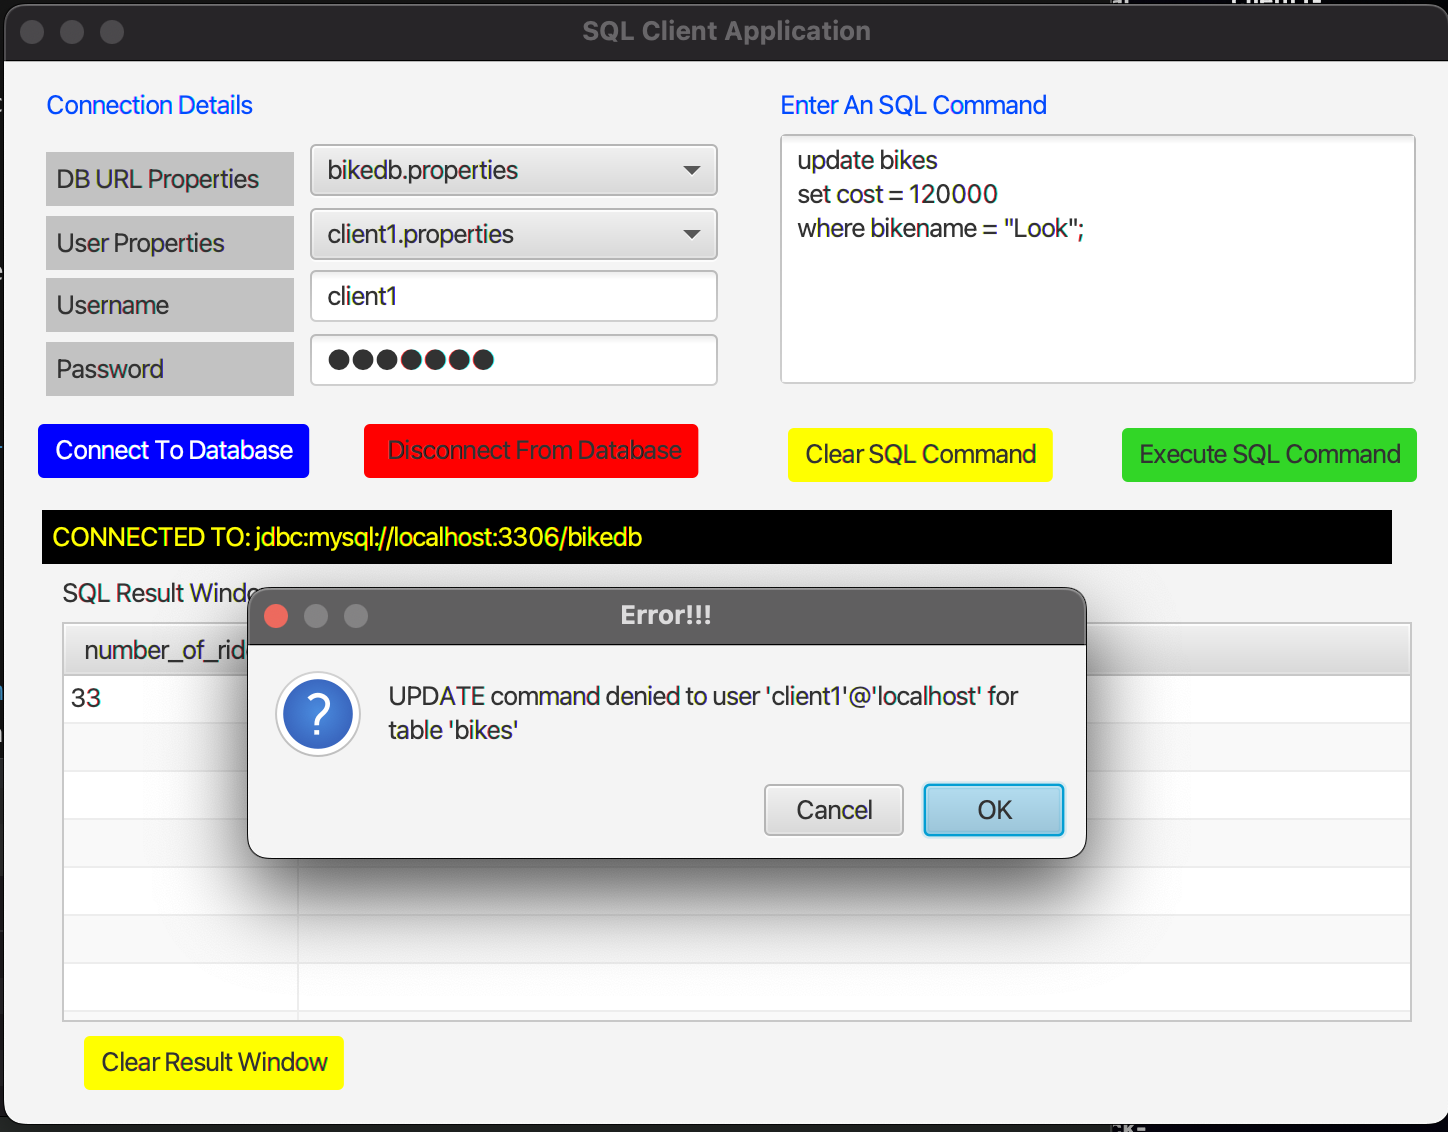 SQL Client Application
Connection Details
DB URL Properties
bikedb.properties
User Properties
client1.properties
Username
client1
Password
Enter An SQL Command
update bikes
set cost = 120000
where bikename = "Look";
Connect To Database
Disconnect From Database
Clear SQL Command
Execute SQL Command
CONNECTED TO: jdbc:mysql://localhost:3306/bikedb
SQL Result
number_of_rid
33
Error!!!
UPDATE command denied to user 'client1'@'localhost' for
table 'bikes'
Cancel
OK
Clear Result Window